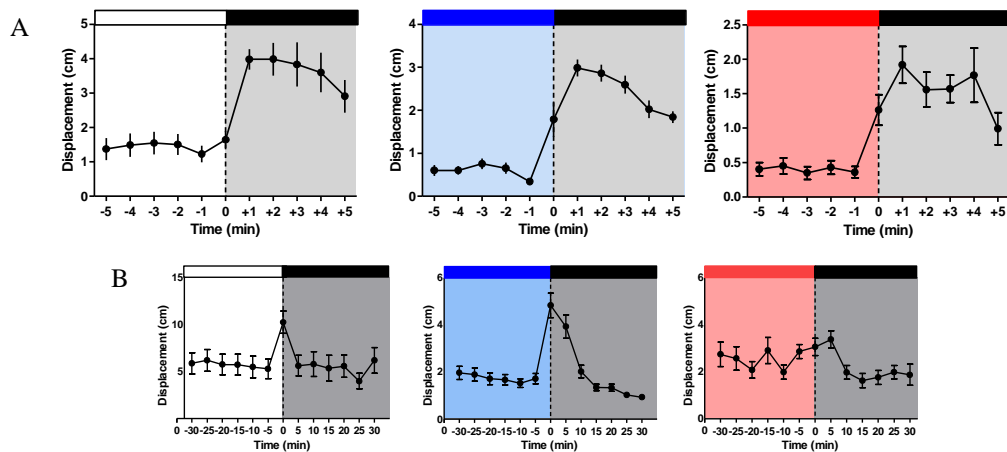 A
Displacement (cm)
5
4
3
2
1
0
-5 -4 -3 -2 -1 0 +1 +2 +3 +4 +5
Time (min)
Displacement (cm)
4
3
2
1
0
-5 -4 -3 -2 -1 0 +1 +2 +3 +4 +5
Time (min)
Displacement (cm)
2.5
2.0
1.5
1.0
0.5
0.0
-5 -4 -3 -2 -1 0 +1 +2 +3 +4 +5
Time (min)
B
Displacement (cm)
15
10
5
0
0 -30 -25 -20 -15 -10 -5 0 5 10 15 20 25 30
Time (min)
Displacement (cm)
6
4
2
0
0 -30 -25 -20 -15 -10 -5 0 5 10 15 20 25 30
Time (min)
Displacement (cm)
6
4
2
0
0 -30 -25 -20 -15 -10 -5 0 5 10 15 20 25 30
Time (min)